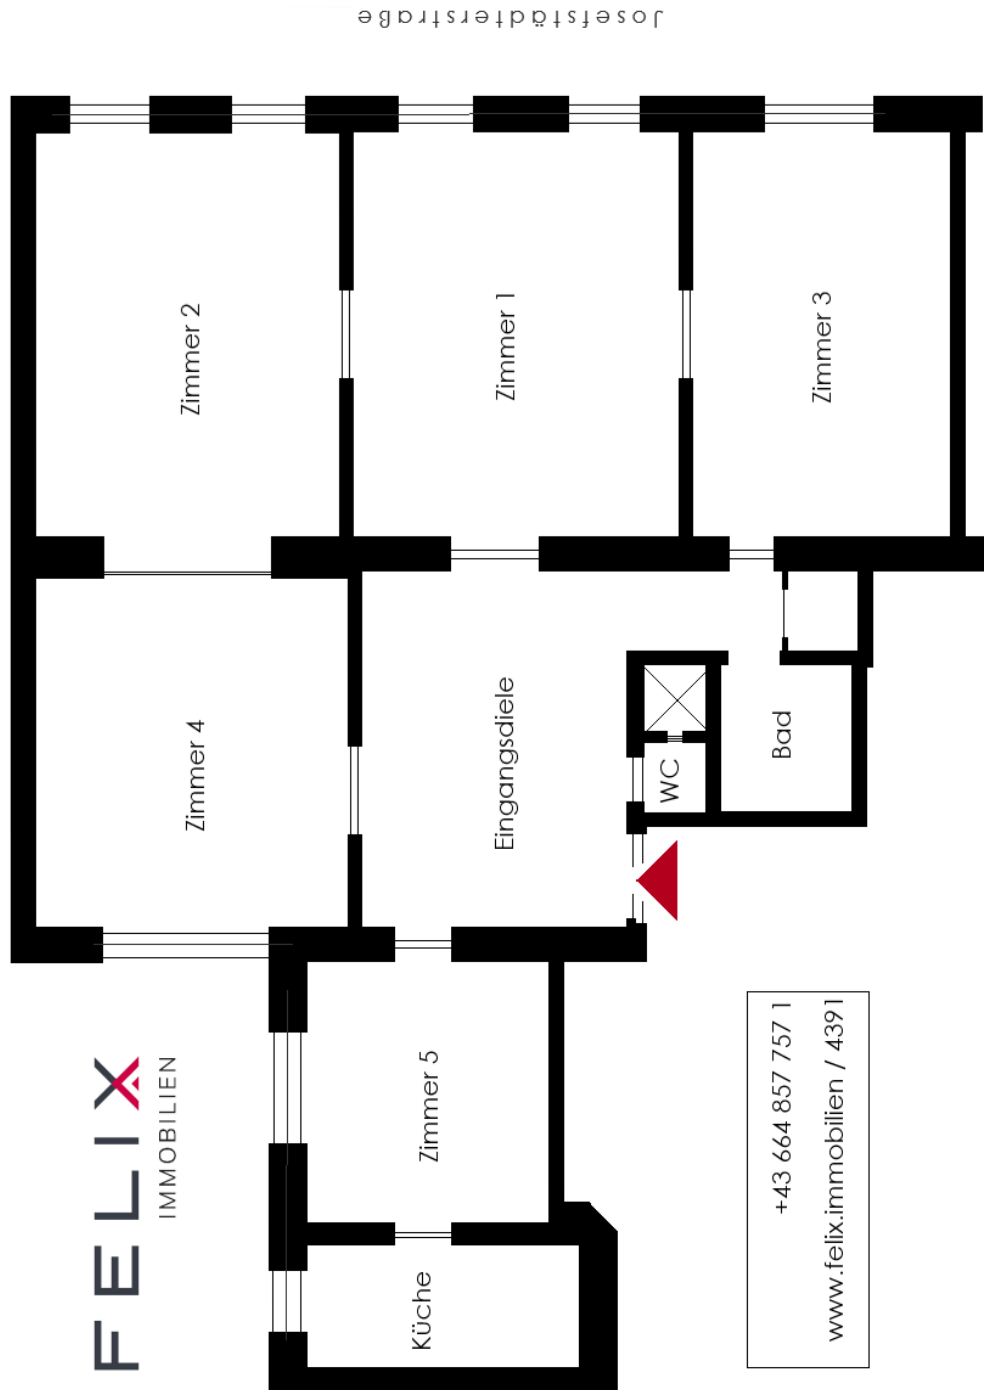 Josefstädterstraße
Zimmer 2
Zimmer 1
Zimmer 3
Zimmer 4
Eingangsdiele
WC
Bad
Zimmer 5
Küche
FELIX
IMMOBILIEN
+43 664 857 757 1
www.felix.immobilien / 4391